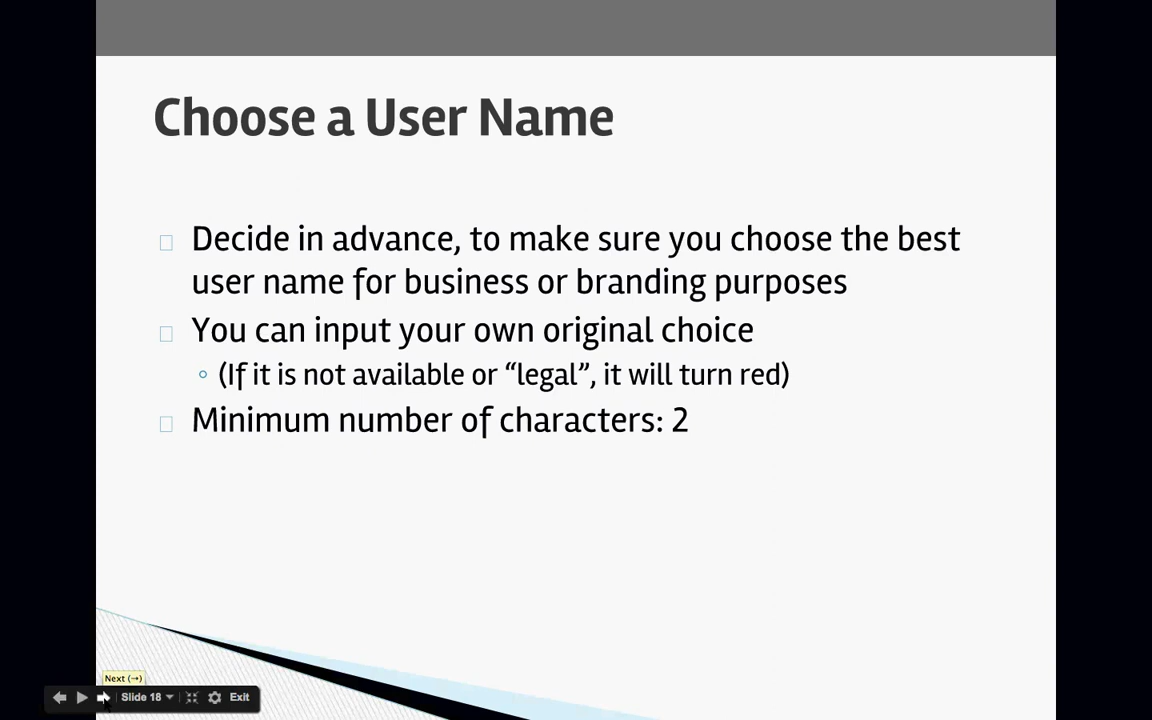 Choose a User Name
Decide in advance, to make sure you choose the best
user name for business or branding purposes
You can input your own original choice
(If it is not available or “legal”, it will turn red)
Minimum number of characters: 2
Next (→)
Slide 18
Exit